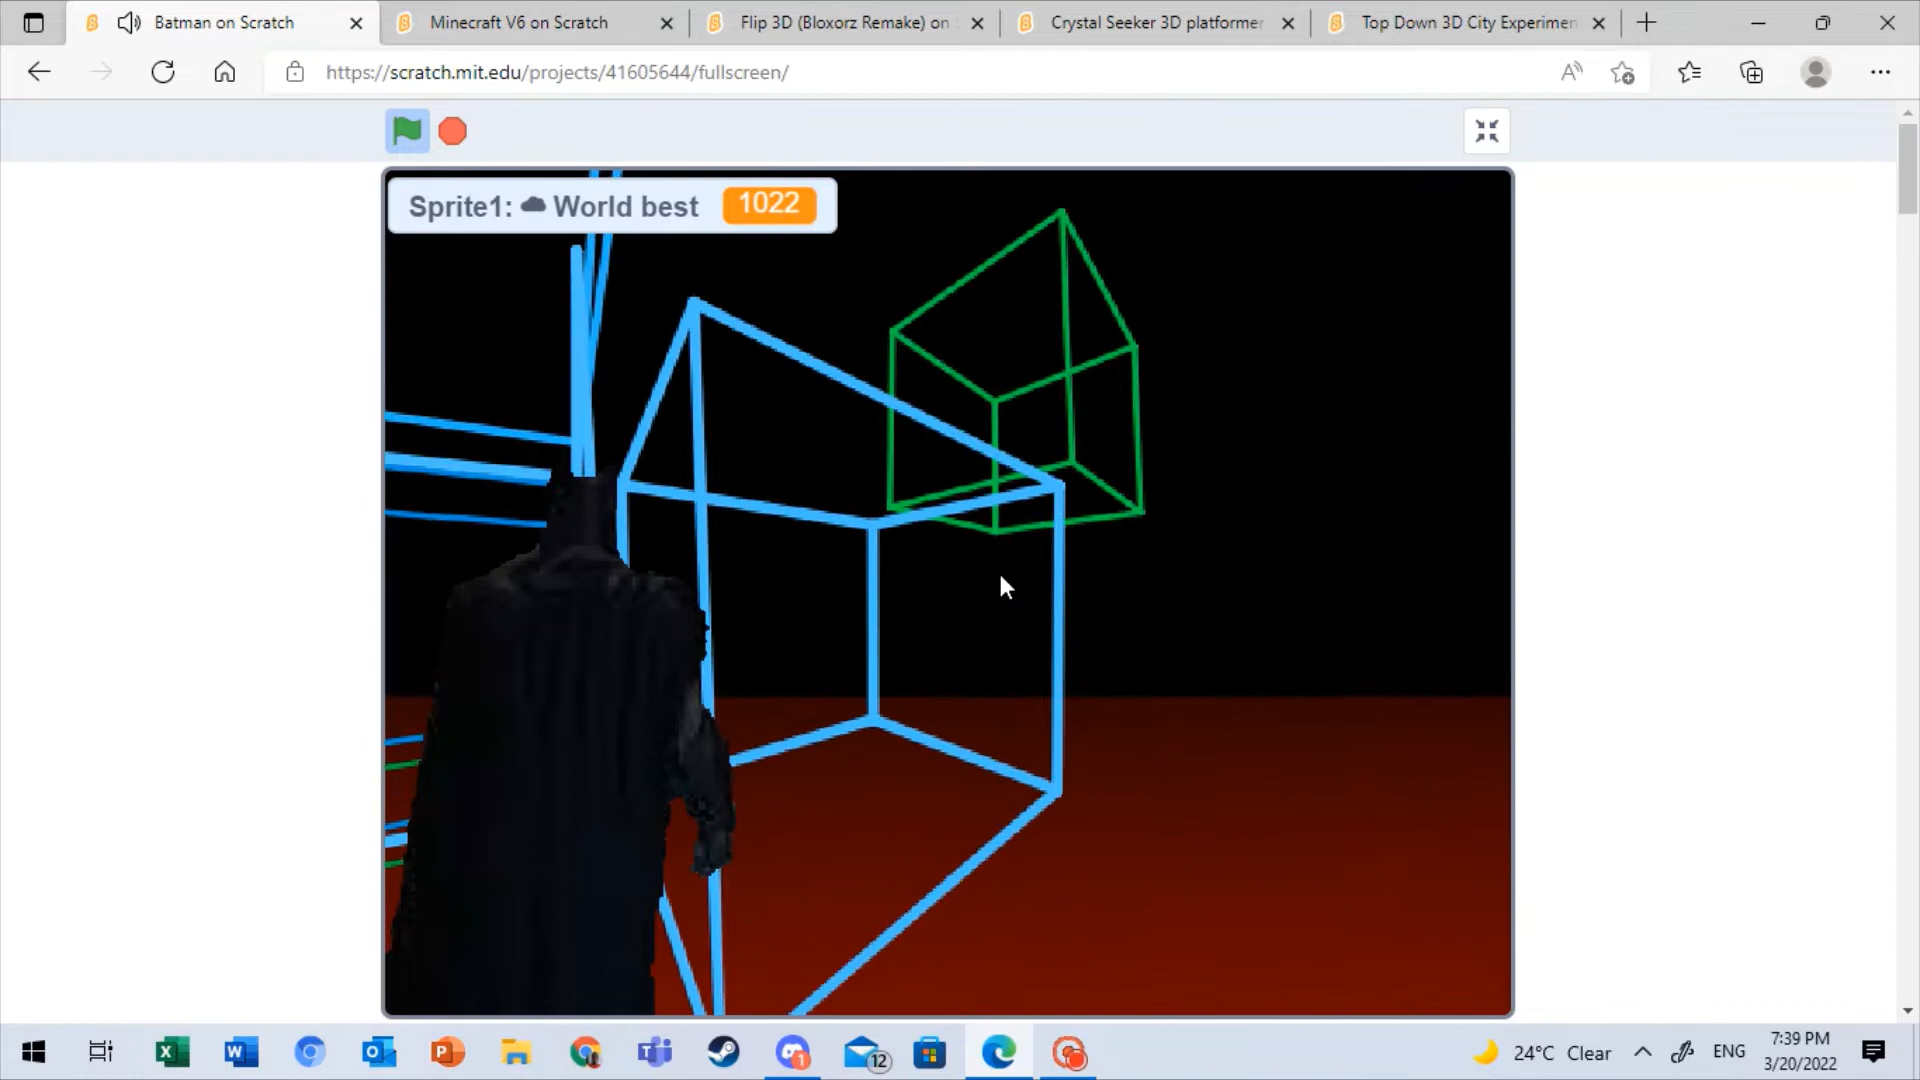 Batman on Scratch
Minecraft V6 on Scratch
Flip 3D (Bloxorz Remake) on
Crystal Seeker 3D platformer
Top Down 3D City Experimen
https://scratch.mit.edu/projects/41605644/fullscreen/
Sprite1: World best 1022
12
1
24°C Clear
ENG
7:39 PM
3/20/2022